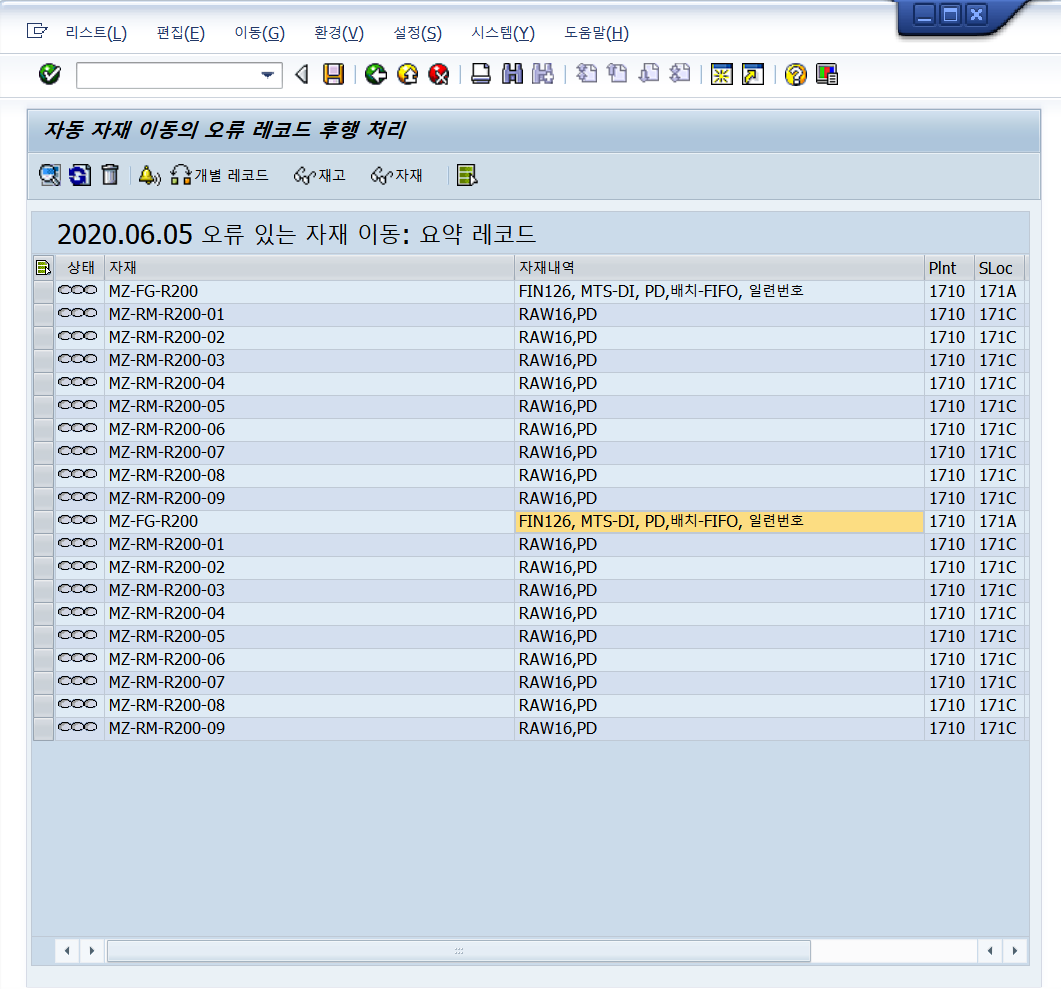 리스트(L) 편집(E) 이동(G) 환경(V) 설정(S) 시스템(Y) 도움말(H)
자동 자재 이동의 오류 레코드 후행 처리
개별 레코드 재고 자재
2020.06.05 오류 있는 자재 이동: 요약 레코드
상태 자재 자재내역 Plnt SLoc
MZ-FG-R200 FIN126, MTS-DI, PD,배치-FIFO, 일련번호 1710 171A
MZ-RM-R200-01 RAW16,PD 1710 171C
MZ-RM-R200-02 RAW16,PD 1710 171C
MZ-RM-R200-03 RAW16,PD 1710 171C
MZ-RM-R200-04 RAW16,PD 1710 171C
MZ-RM-R200-05 RAW16,PD 1710 171C
MZ-RM-R200-06 RAW16,PD 1710 171C
MZ-RM-R200-07 RAW16,PD 1710 171C
MZ-RM-R200-08 RAW16,PD 1710 171C
MZ-RM-R200-09 RAW16,PD 1710 171C
MZ-FG-R200 FIN126, MTS-DI, PD,배치-FIFO, 일련번호 1710 171A
MZ-RM-R200-01 RAW16,PD 1710 171C
MZ-RM-R200-02 RAW16,PD 1710 171C
MZ-RM-R200-03 RAW16,PD 1710 171C
MZ-RM-R200-04 RAW16,PD 1710 171C
MZ-RM-R200-05 RAW16,PD 1710 171C
MZ-RM-R200-06 RAW16,PD 1710 171C
MZ-RM-R200-07 RAW16,PD 1710 171C
MZ-RM-R200-08 RAW16,PD 1710 171C
MZ-RM-R200-09 RAW16,PD 1710 171C